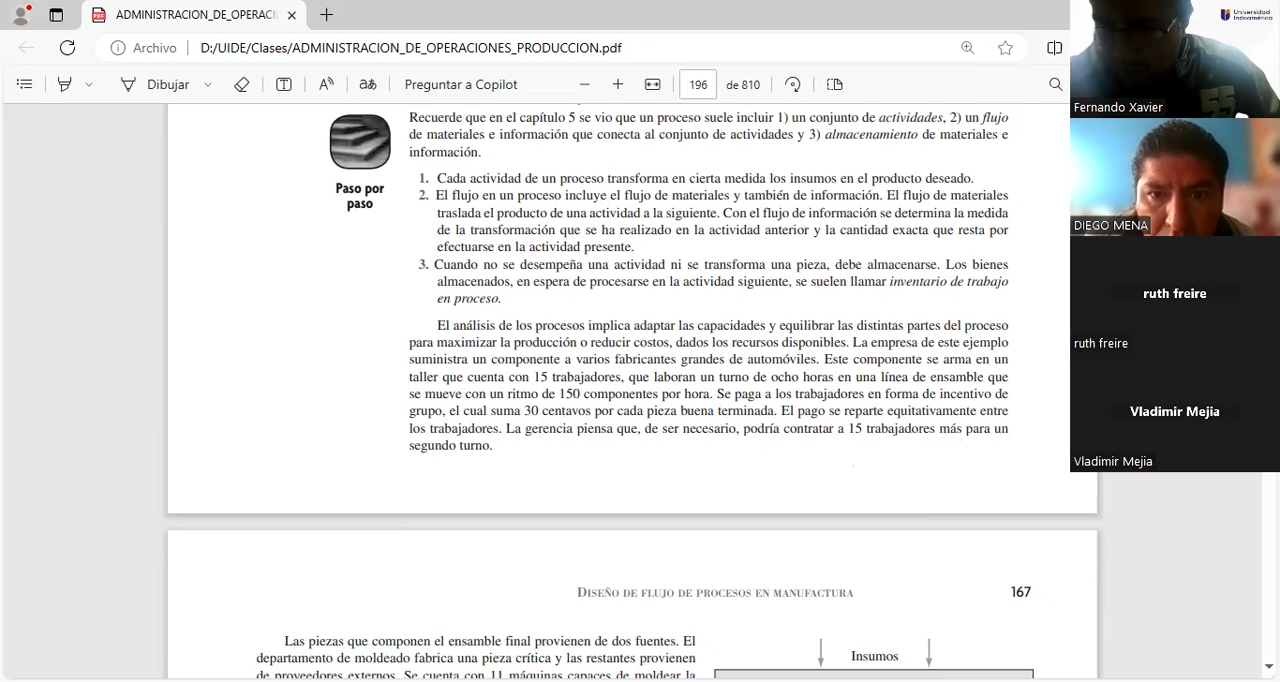 ADMINISTRACION_DE_OPERACI
Archivo
D:/UIDE/Clases/ADMINISTRACION_DE_OPERACIONES_PRODUCCION.pdf
Dibujar
Preguntar a Copilot
196
de 810
Recuerde que en el capítulo 5 se vio que un proceso suele incluir 1) un conjunto de actividades, 2) un flujo
de materiales e información que conecta al conjunto de actividades y 3) almacenamiento de materiales e
información.
Paso por
paso
1. Cada actividad de un proceso transforma en cierta medida los insumos en el producto deseado.
2. El flujo en un proceso incluye el flujo de materiales y también de información. El flujo de materiales
traslada el producto de una actividad a la siguiente. Con el flujo de información se determina la medida
de la transformación que se ha realizado en la actividad anterior y la cantidad exacta que resta por
efectuarse en la actividad presente.
3. Cuando no se desempeña una actividad ni se transforma una pieza, debe almacenarse. Los bienes
almacenados, en espera de procesarse en la actividad siguiente, se suelen llamar inventario de trabajo
en proceso.
El análisis de los procesos implica adaptar las capacidades y equilibrar las distintas partes del proceso
para maximizar la producción o reducir costos, dados los recursos disponibles. La empresa de este ejemplo
suministra un componente a varios fabricantes grandes de automóviles. Este componente se arma en un
taller que cuenta con 15 trabajadores, que laboran un turno de ocho horas en una línea de ensamble que
se mueve con un ritmo de 150 componentes por hora. Se paga a los trabajadores en forma de incentivo de
grupo, el cual suma 30 centavos por cada pieza buena terminada. El pago se reparte equitativamente entre
los trabajadores. La gerencia piensa que, de ser necesario, podría contratar a 15 trabajadores más para un
segundo turno.
DISEÑO DE FLUJO DE PROCESOS EN MANUFACTURA
167
Las piezas que componen el ensamble final provienen de dos fuentes. El
departamento de moldeado fabrica una pieza crítica y las restantes provienen
de proveedores externos. Se cuenta con 11 máquinas capaces de moldear la
Insumos
Universidad
Indoamérica
55
Fernando Xavier
DIEGO MENA
ruth freire
ruth freire
Vladimir Mejia
Vladimir Mejia